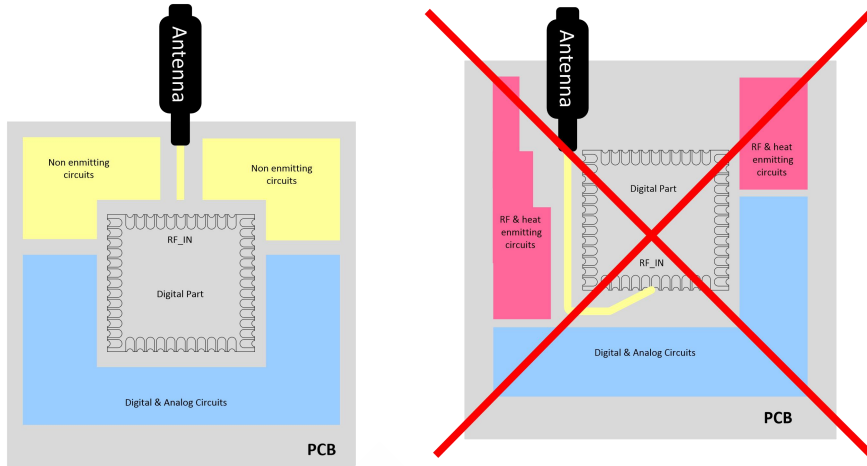 Antenna
Non enmitting
circuits
Non enmitting
circuits
RF_IN
Digital Part
Digital & Analog Circuits
PCB
Antenna
Digital Part
RF & heat
enmitting
circuits
RF & heat
enmitting
circuits
RF_IN
Digital & Analog Circuits
PCB